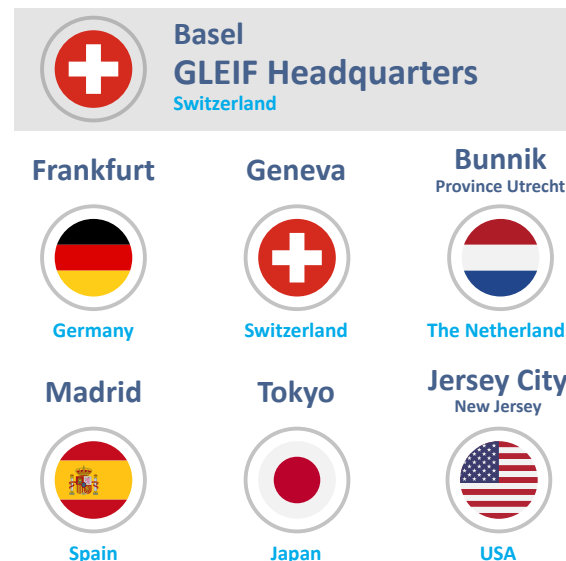 Basel
GLEIF Headquarters
Switzerland
Frankfurt
Geneva
Bunnik
Province Utrecht
Germany
Switzerland
The Netherland
Madrid
Tokyo
Jersey City
New Jersey
Spain
Japan
USA